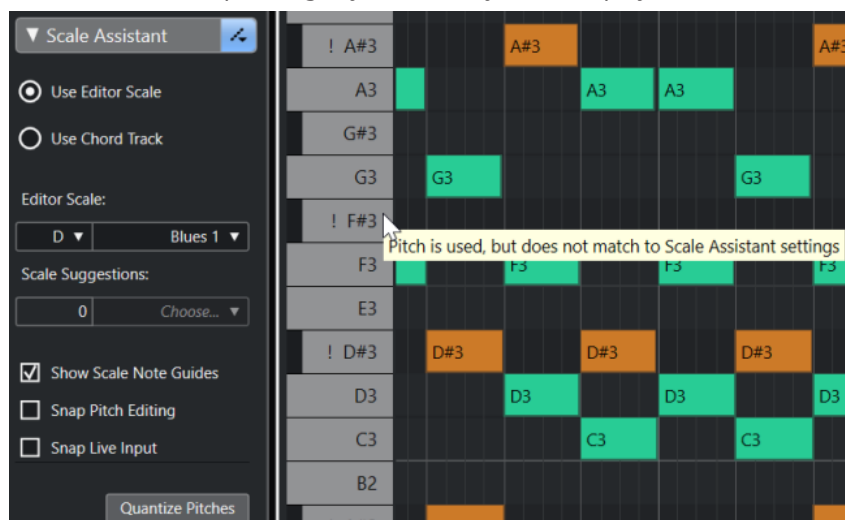 ▼ Scale Assistant
Use Editor Scale
Use Chord Track
Editor Scale:
D ▼ Blues 1 ▼
Scale Suggestions:
0 Choose... ▼
Show Scale Note Guides
Snap Pitch Editing
Snap Live Input
Quantize Pitches
! A#3 A#3
A3 A3 A3
G#3
G3 G3 G3
! F#3
Pitch is used, but does not match to Scale Assistant settings
F3 F3 F3 F3
E3
! D#3 D#3 D#3 D#3
D3 D3 D3 D3
C3 C3 C3
B2